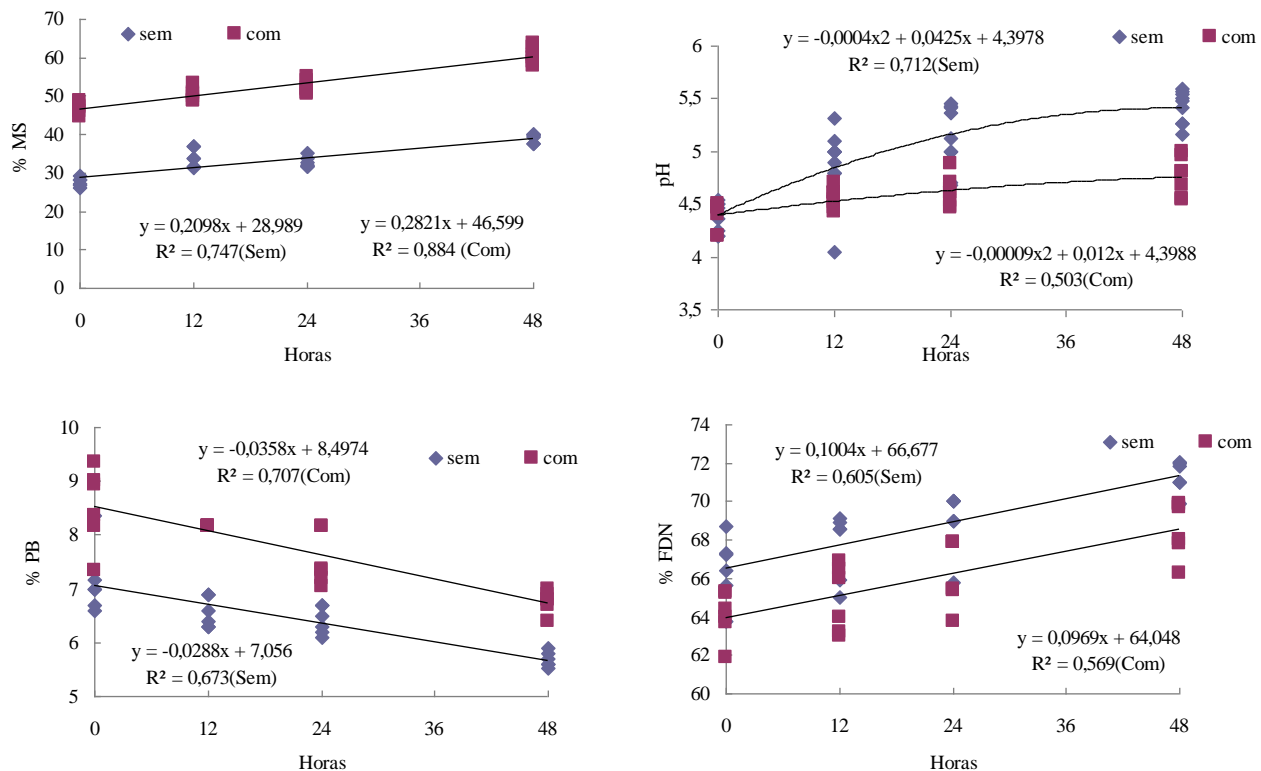 sem
com
y = 0,2098x + 28,989
R² = 0,747(Sem)
y = 0,2821x + 46,599
R² = 0,884 (Com)
% MS
70
60
50
40
30
20
10
0
0
12
24
36
48
Horas
y = -0,0004x2 + 0,0425x + 4,3978
R² = 0,712(Sem)
sem
com
y = -0,00009x2 + 0,012x + 4,3988
R² = 0,503(Com)
pH
6
5,5
5
4,5
4
3,5
0
12
24
36
48
Horas
y = -0,0358x + 8,4974
R² = 0,707(Com)
sem
com
y = -0,0288x + 7,056
R² = 0,673(Sem)
% PB
10
9
8
7
6
5
0
12
24
36
48
Horas
y = 0,1004x + 66,677
R² = 0,605(Sem)
sem
com
y = 0,0969x + 64,048
R² = 0,569(Com)
% FDN
74
72
70
68
66
64
62
60
0
12
24
36
48
Horas